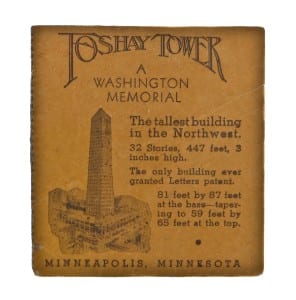 FOSHAY TOWER
A
WASHINGTON
MEMORIAL
The tallest building
in the Northwest.
32 Stories, 447 feet, 3
inches high.
The only building ever
granted Letters patent.
81 feet by 87 feet
at the base—taper-
ing to 59 feet by
65 feet at the top.
MINNEAPOLIS, MINNESOTA